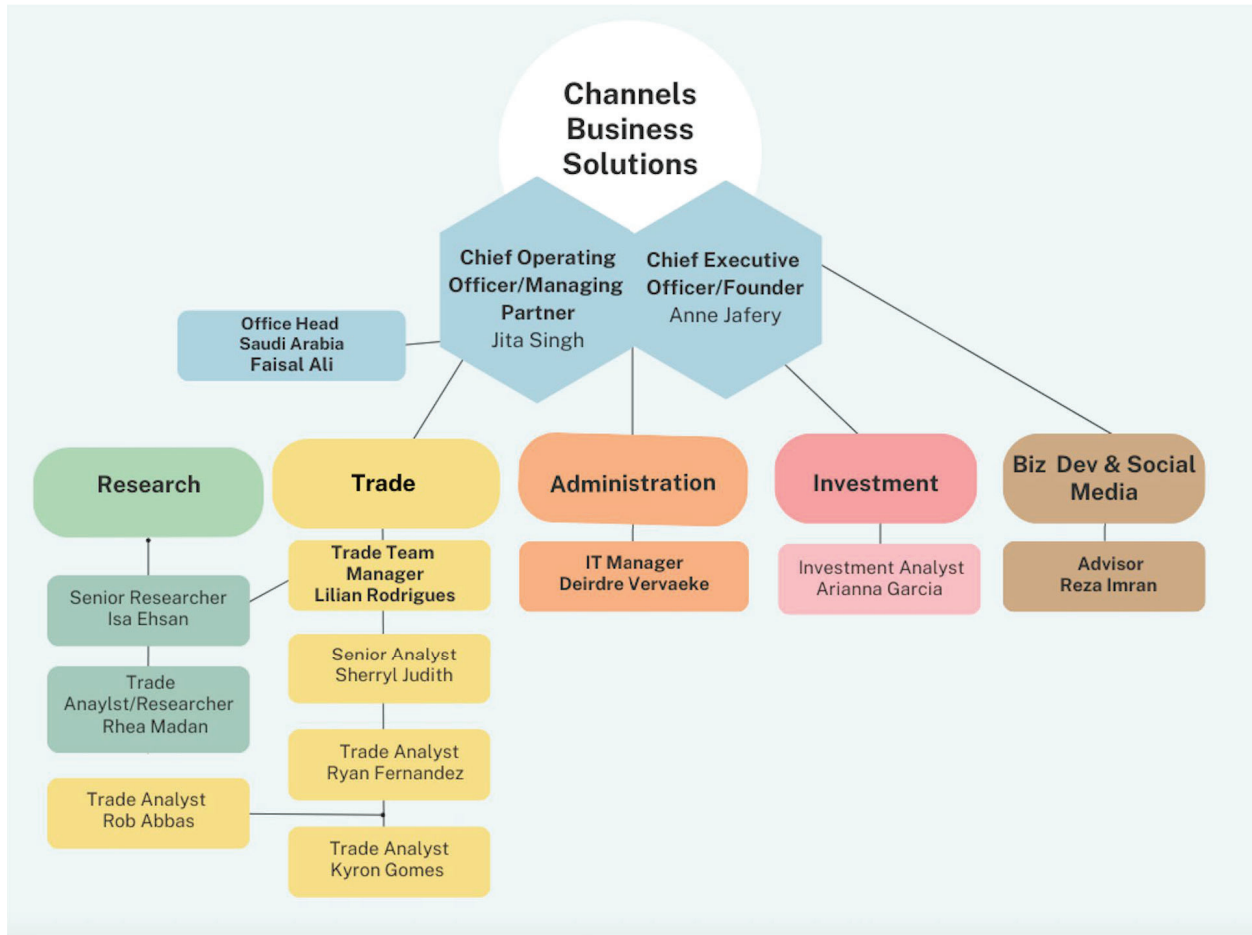 Channels
Business
Solutions
Chief Operating
Officer/Managing
Partner
Jita Singh
Chief Executive
Officer/Founder
Anne Jafery
Office Head
Saudi Arabia
Faisal Ali
Research
Trade
Administration
Investment
Biz Dev & Social
Media
Senior Researcher
Isa Ehsan
Trade
Anaylst/Researcher
Rhea Madan
Trade Analyst
Rob Abbas
Trade Team
Manager
Lilian Rodrigues
Senior Analyst
Sherryl Judith
Trade Analyst
Ryan Fernandez
Trade Analyst
Kyron Gomes
IT Manager
Deirdre Vervaeke
Investment Analyst
Arianna Garcia
Advisor
Reza Imran